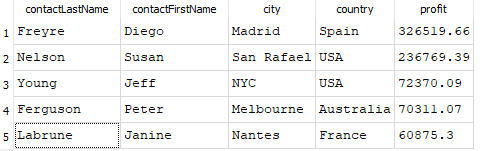 contactLastName contactFirstName city country profit
1 Freyre Diego Madrid Spain 326519.66
2 Nelson Susan San Rafael USA 236769.39
3 Young Jeff NYC USA 72370.09
4 Ferguson Peter Melbourne Australia 70311.07
5 Labrune Janine Nantes France 60875.3